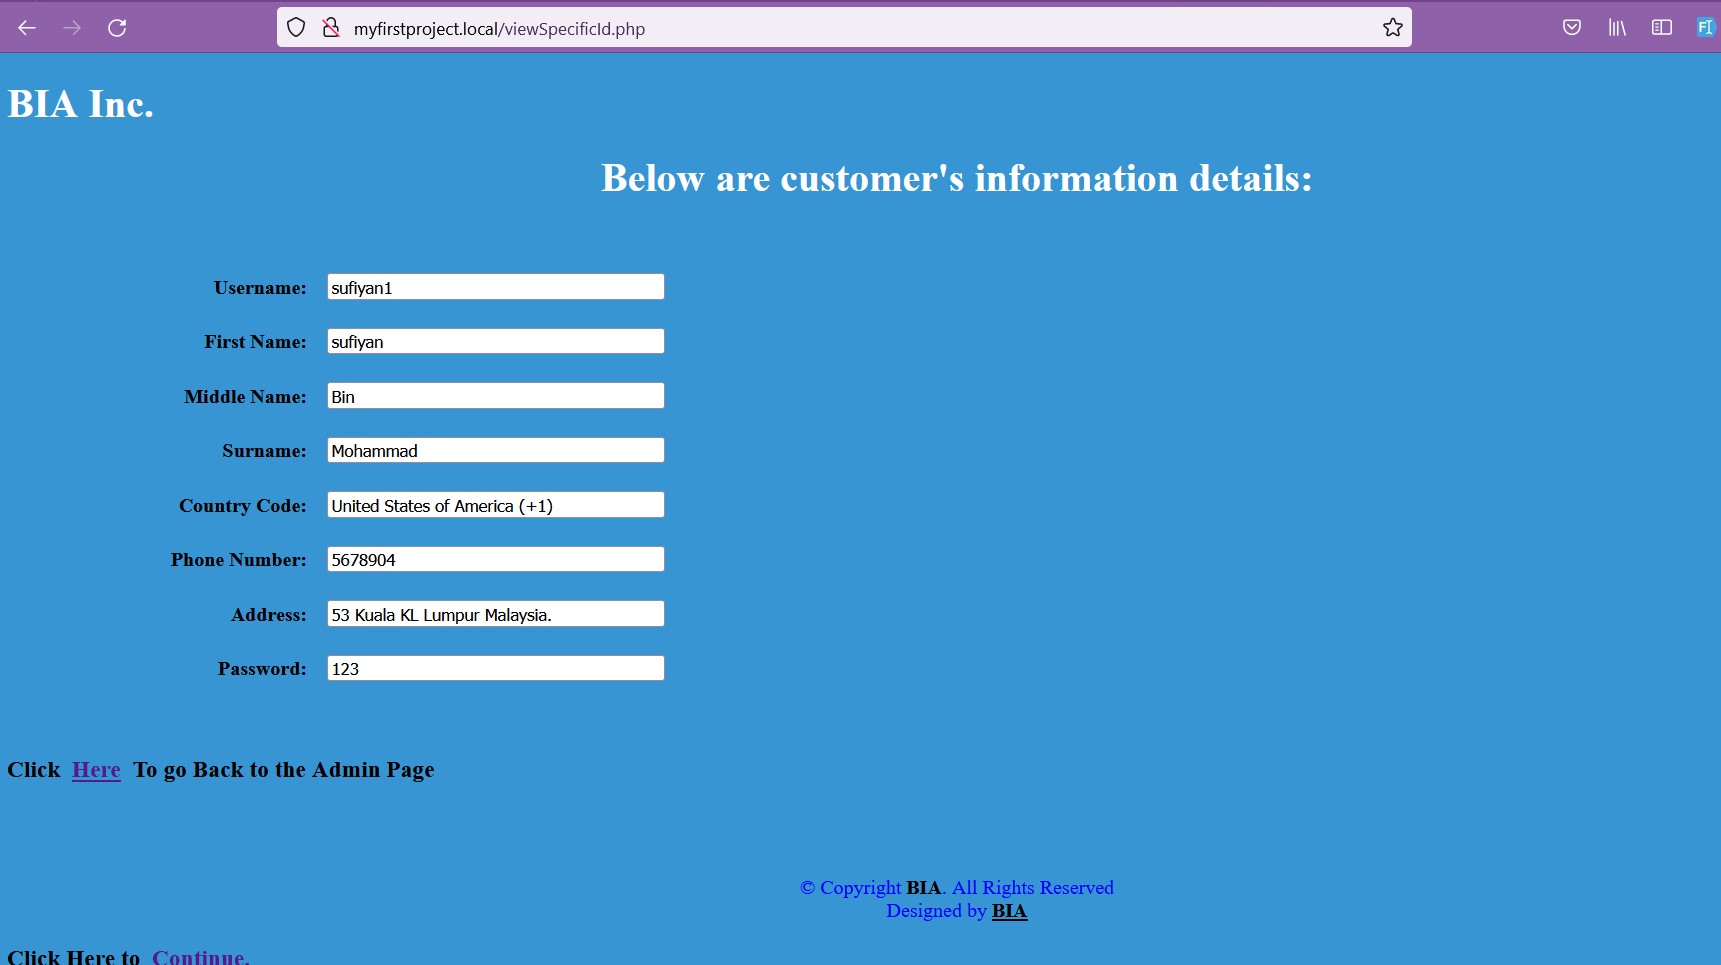 myfirstproject.local/viewSpecificId.php
BIA Inc.
Below are customer's information details:
Username: sufiyan1
First Name: sufiyan
Middle Name: Bin
Surname: Mohammad
Country Code: United States of America (+1)
Phone Number: 5678904
Address: 53 Kuala KL Lumpur Malaysia.
Password: 123
Click Here To go Back to the Admin Page
© Copyright BIA. All Rights Reserved
Designed by BIA
Click Here to Continue.